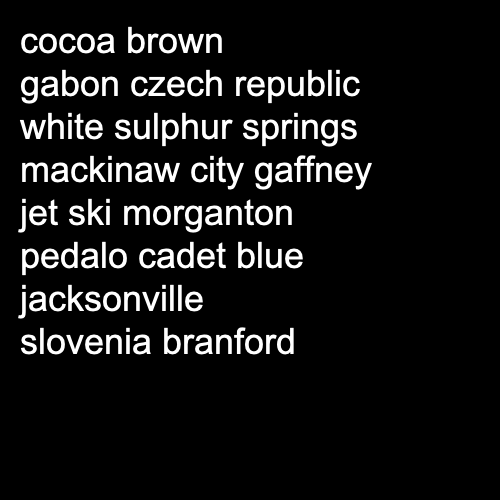 cocoa brown
gabon czech republic
white sulphur springs
mackinaw city gaffney
jet ski morganton
pedalo cadet blue
jacksonville
slovenia branford